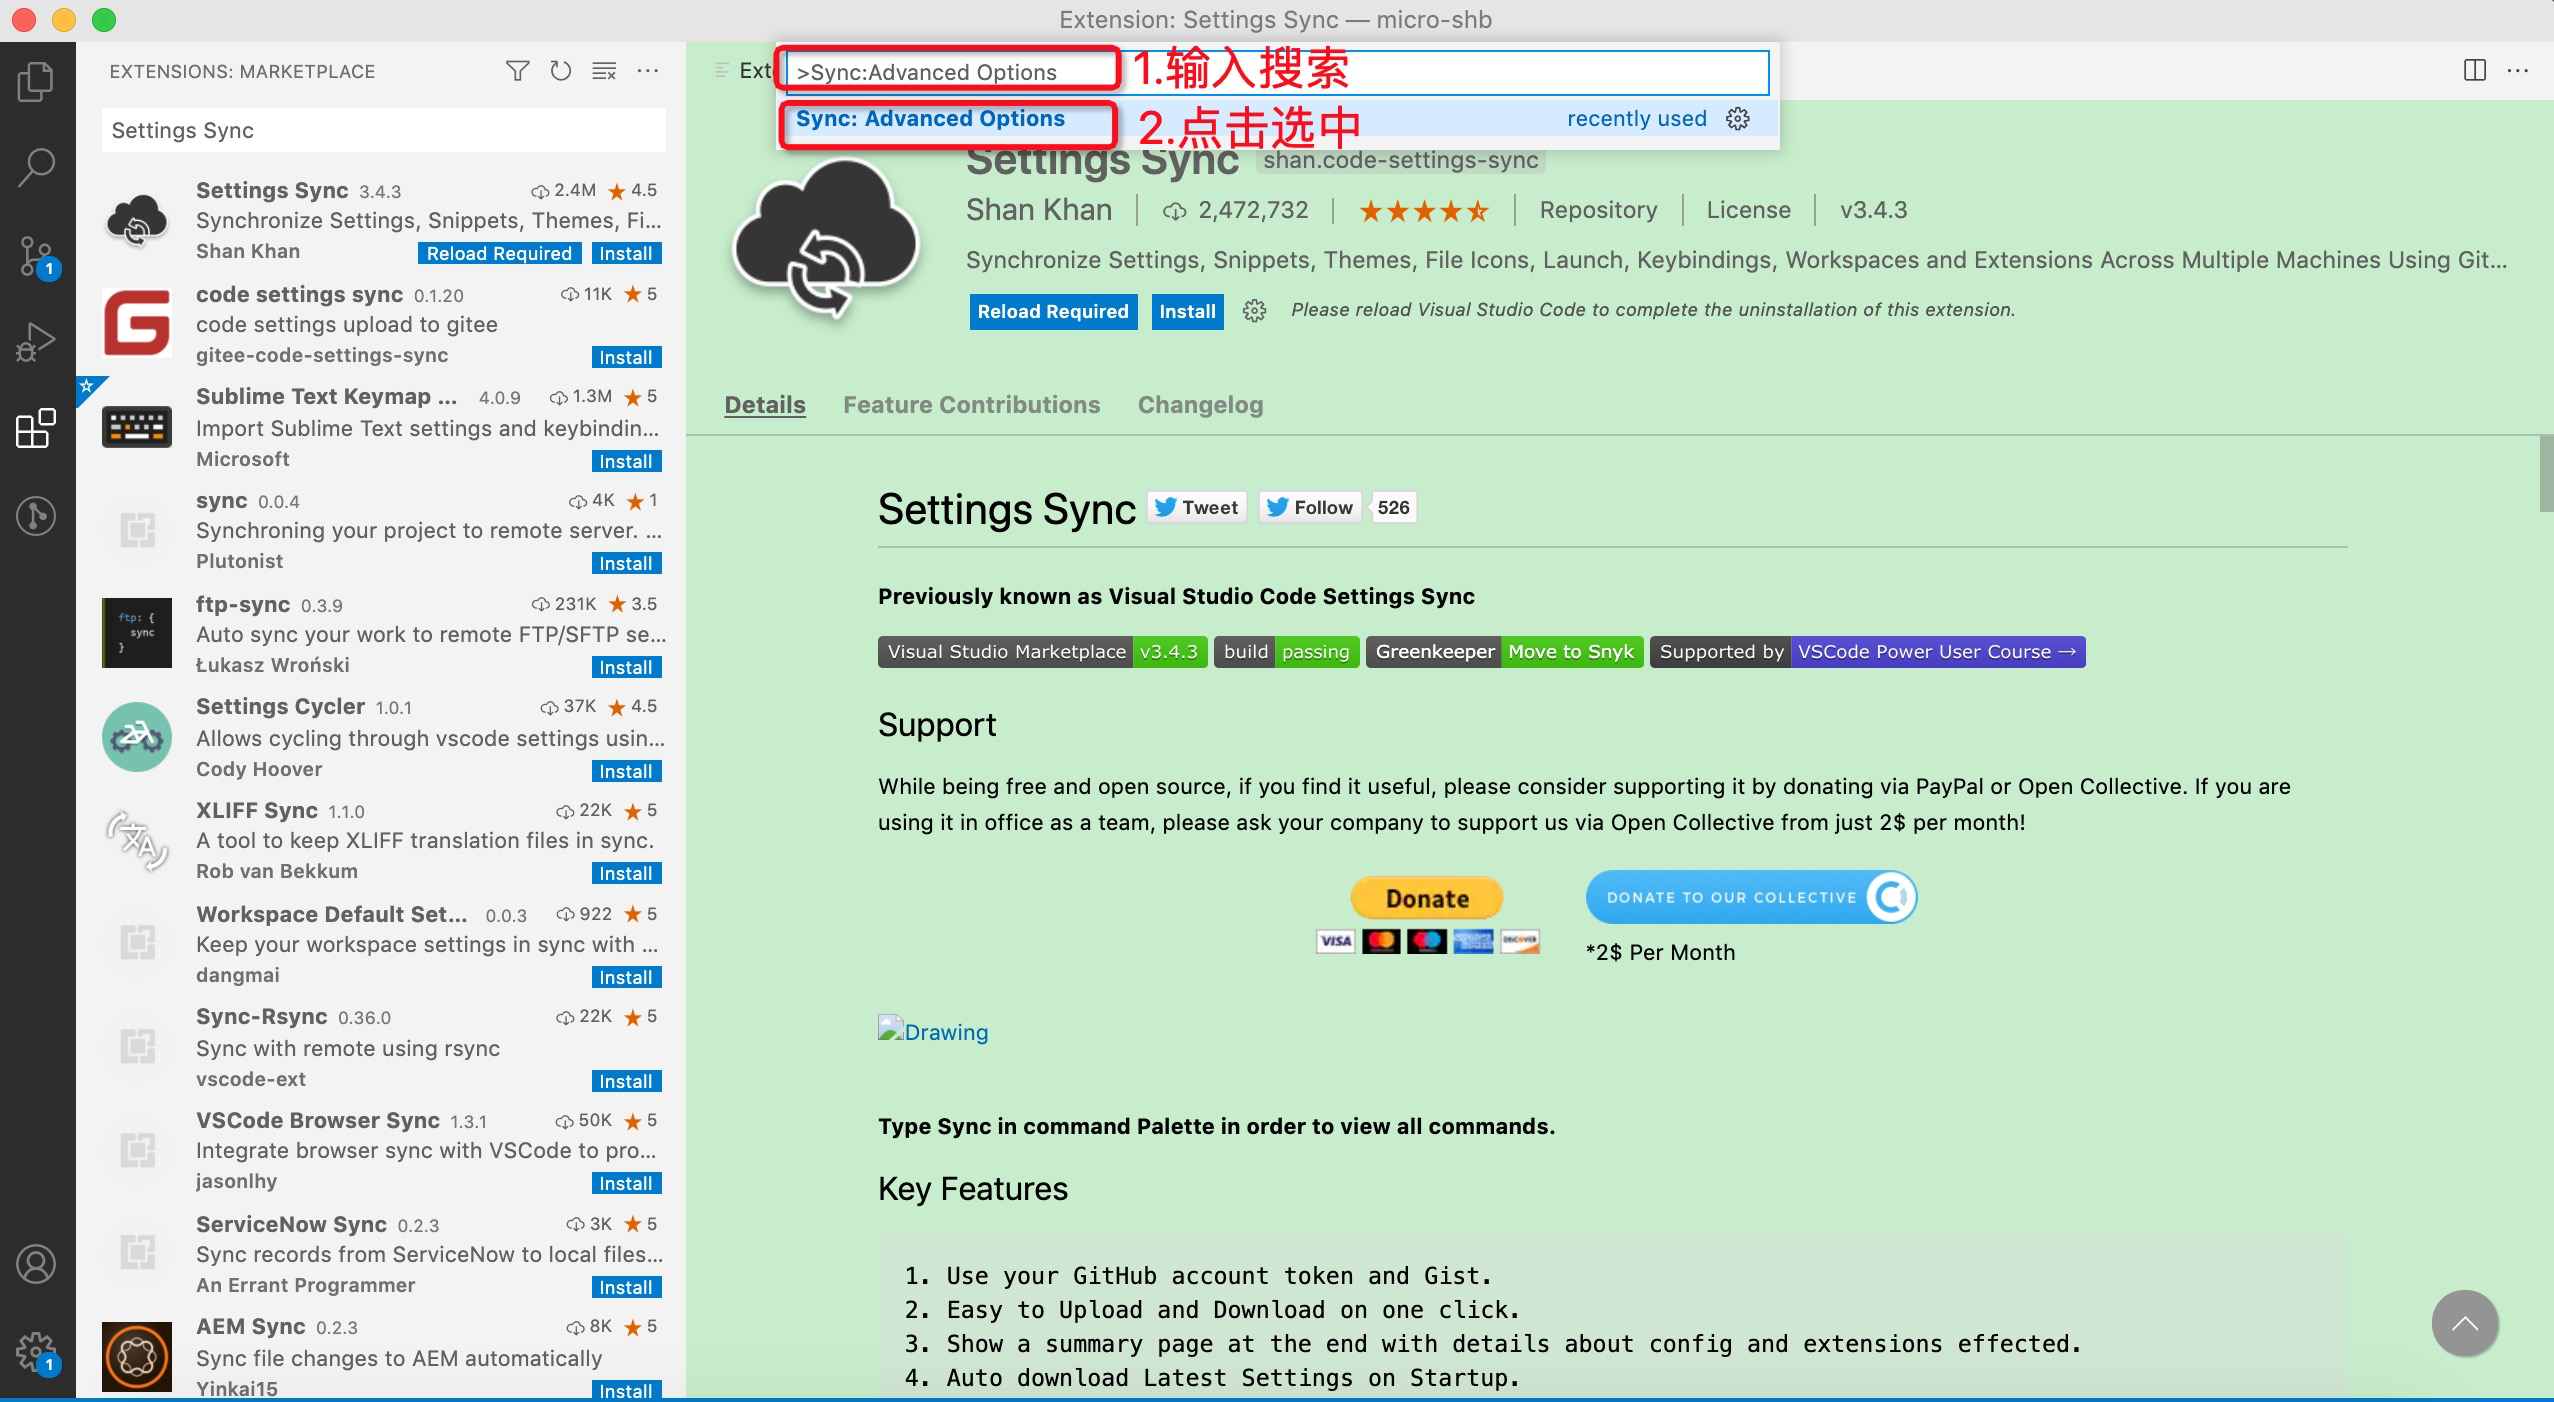 Extension: Settings Sync — micro-shb
EXTENSIONS: MARKETPLACE
Settings Sync
Settings Sync 3.4.3 2.4M 4.5
Synchronize Settings, Snippets, Themes, Fi...
Shan Khan Reload Required Install
code settings sync 0.1.20 11K 5
code settings upload to gitee
gitee-code-settings-sync Install
Sublime Text Keymap ... 4.0.9 1.3M 5
Import Sublime Text settings and keybindin...
Microsoft Install
sync 0.0.4 4K 1
Synchroning your project to remote server. ...
Plutonist Install
ftp: {
sync
}
ftp-sync 0.3.9 231K 3.5
Auto sync your work to remote FTP/SFTP se...
Łukasz Wroński Install
Settings Cycler 1.0.1 37K 4.5
Allows cycling through vscode settings usin...
Cody Hoover Install
XLIFF Sync 1.1.0 22K 5
A tool to keep XLIFF translation files in sync.
Rob van Bekkum Install
Workspace Default Set... 0.0.3 922 5
Keep your workspace settings in sync with ...
dangmai Install
Sync-Rsync 0.36.0 22K 5
Sync with remote using rsync
vscode-ext Install
VSCode Browser Sync 1.3.1 50K 5
Integrate browser sync with VSCode to pro...
jasonlhy Install
ServiceNow Sync 0.2.3 3K 5
Sync records from ServiceNow to local files...
An Errant Programmer Install
AEM Sync 0.2.3 8K 5
Sync file changes to AEM automatically
Yinkai15 Install
1
1
Ext
>Sync:Advanced Options 1.输入搜索
Sync: Advanced Options 2.点击选中 recently used
Settings Sync shan.code-settings-sync
Shan Khan 2,472,732 Repository License v3.4.3
Synchronize Settings, Snippets, Themes, File Icons, Launch, Keybindings, Workspaces and Extensions Across Multiple Machines Using Git...
Reload Required Install Please reload Visual Studio Code to complete the uninstallation of this extension.
Details Feature Contributions Changelog
Settings Sync Tweet Follow 526
Previously known as Visual Studio Code Settings Sync
Visual Studio Marketplace v3.4.3 build passing Greenkeeper Move to Snyk Supported by VSCode Power User Course →
Support
While being free and open source, if you find it useful, please consider supporting it by donating via PayPal or Open Collective. If you are
using it in office as a team, please ask your company to support us via Open Collective from just 2$ per month!
Donate DONATE TO OUR COLLECTIVE
VISA DISCOVER
*2$ Per Month
Drawing
Type Sync in command Palette in order to view all commands.
Key Features
1. Use your GitHub account token and Gist.
2. Easy to Upload and Download on one click.
3. Show a summary page at the end with details about config and extensions effected.
4. Auto download Latest Settings on Startup.